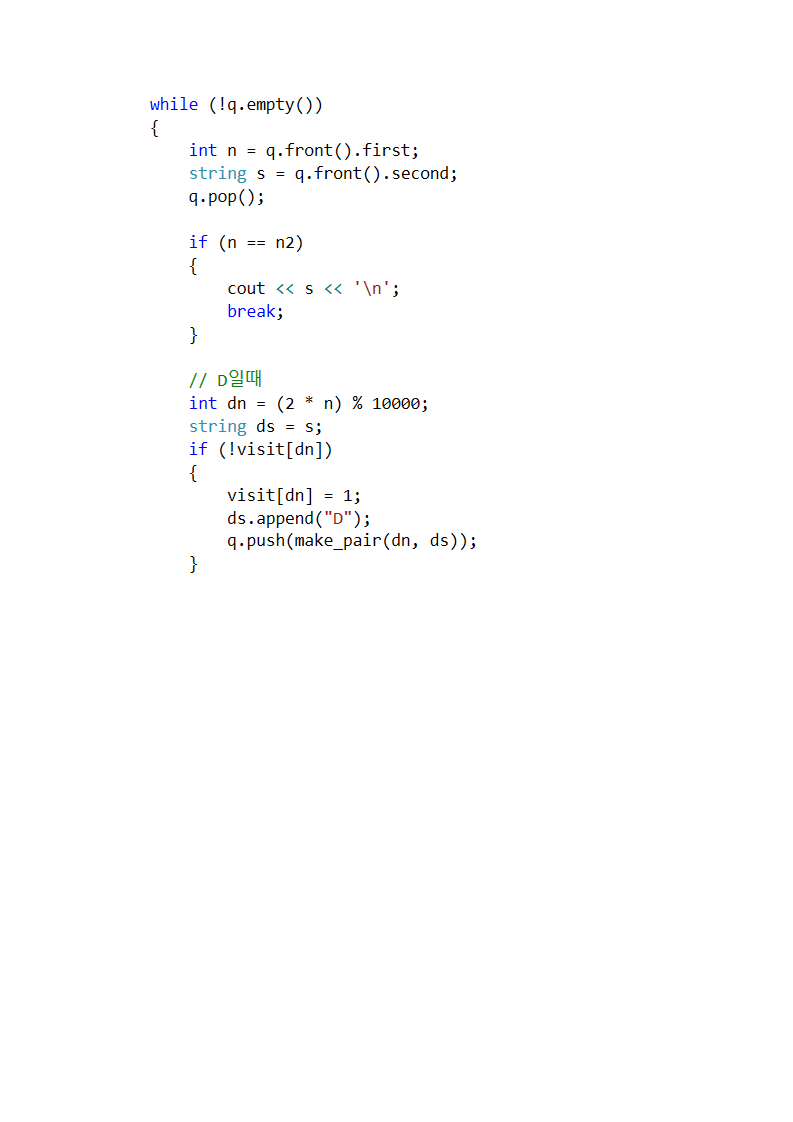 while (!q.empty())
{
    int n = q.front().first;
    string s = q.front().second;
    q.pop();

    if (n == n2)
    {
        cout << s << '\n';
        break;
    }

    // D일때
    int dn = (2 * n) % 10000;
    string ds = s;
    if (!visit[dn])
    {
        visit[dn] = 1;
        ds.append("D");
        q.push(make_pair(dn, ds));
    }